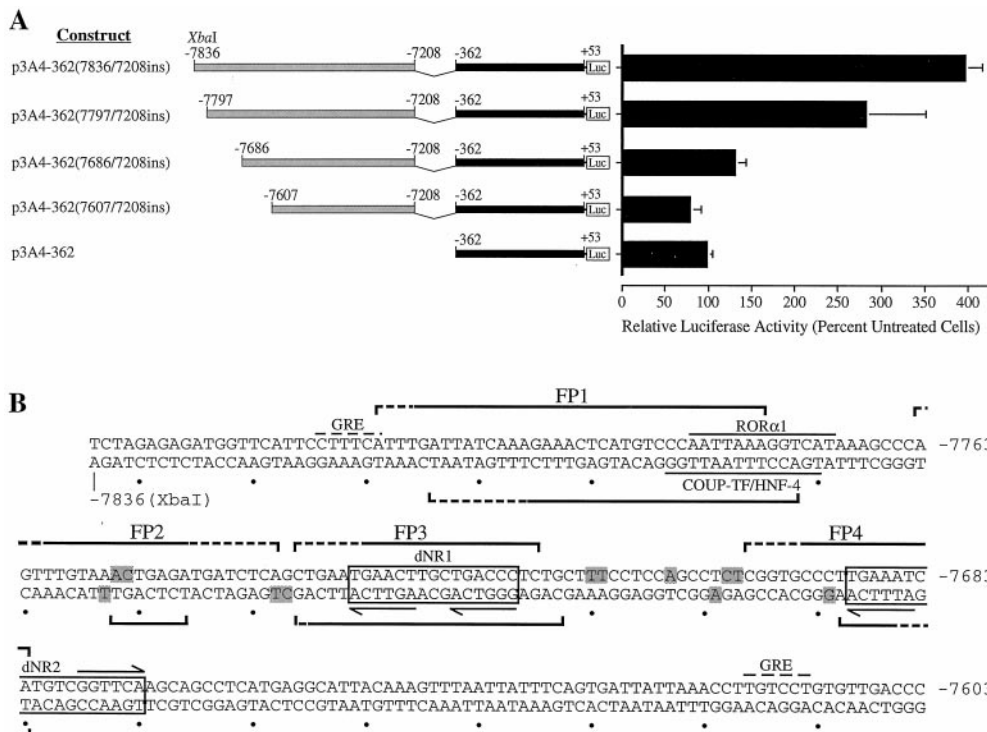 A
Construct
XbaI
-7836 -7208 -362 +53
p3A4-362(7836/7208ins) Luc
-7797 -7208 -362 +53
p3A4-362(7797/7208ins) Luc
-7686 -7208 -362 +53
p3A4-362(7686/7208ins) Luc
-7607 -7208 -362 +53
p3A4-362(7607/7208ins) Luc
-362 +53
p3A4-362 Luc
0 50 100 150 200 250 300 350 400
Relative Luciferase Activity (Percent Untreated Cells)
B
FP1
GRE RORα1
TCTAGAGAGATGGTTCATTCCTTTCATTTGATTATCAAAGAAACTCATGTCCCAATTAAAGGTCATAAAGCCCA -7763
AGATCTCTCTACCAAGTAAGGAAAGTAAACTAATAGTTTCTTTGAGTACAGGGTTAATTTCCAGTATTTCGGGT
-7836(XbaI) COUP-TF/HNF-4
FP2 FP3 FP4
dNR1
GTTTGTAAACTGAGATGATCTCAGCTGAATGAACTTGCTGACCCTCTGCTTTCCTCCAGCCTCTCGGTGCCCTTGAAATC -7683
CAAACATTTGACTCTACTAGAGTCGACTTACTTGAACGACTGGGAGACGAAAGGAGGTCGGAGAGCCACGGGAACTTTAG
dNR2 GRE
ATGTCGGTTCAAGCAGCCTCATGAGGCATTACAAAGTTTAATTATTTCAGTGATTATTAAACCTTGTCCTGTGTTGACCC -7603
TACAGCCAAGTTCGTCGGAGTACTCCGTAATGTTTCAAATTAATAAAGTCACTAATAATTTGGAACAGGACACAACTGGG